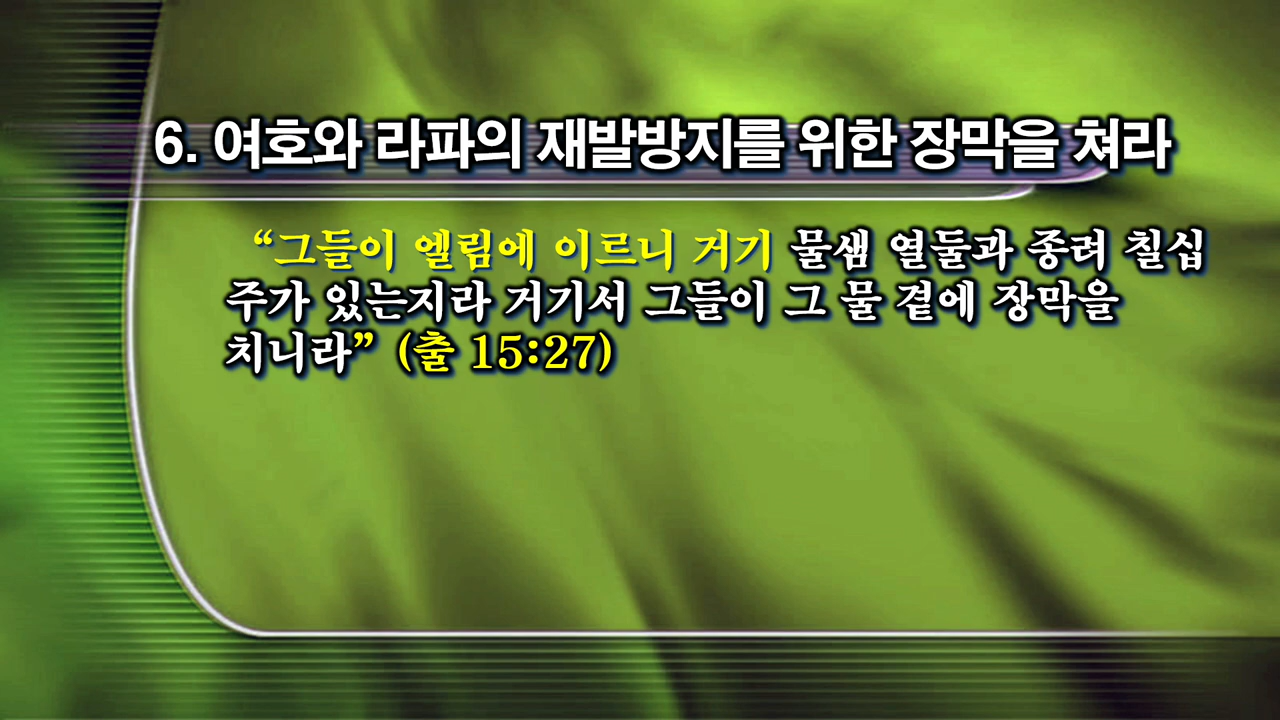 6. 여호와 라파의 재발방지를 위한 장막을 쳐라
“그들이 엘림에 이르니 거기 물샘 열둘과 종려 칠십
주가 있는지라 거기서 그들이 그 물 곁에 장막을
치니라” (출 15:27)